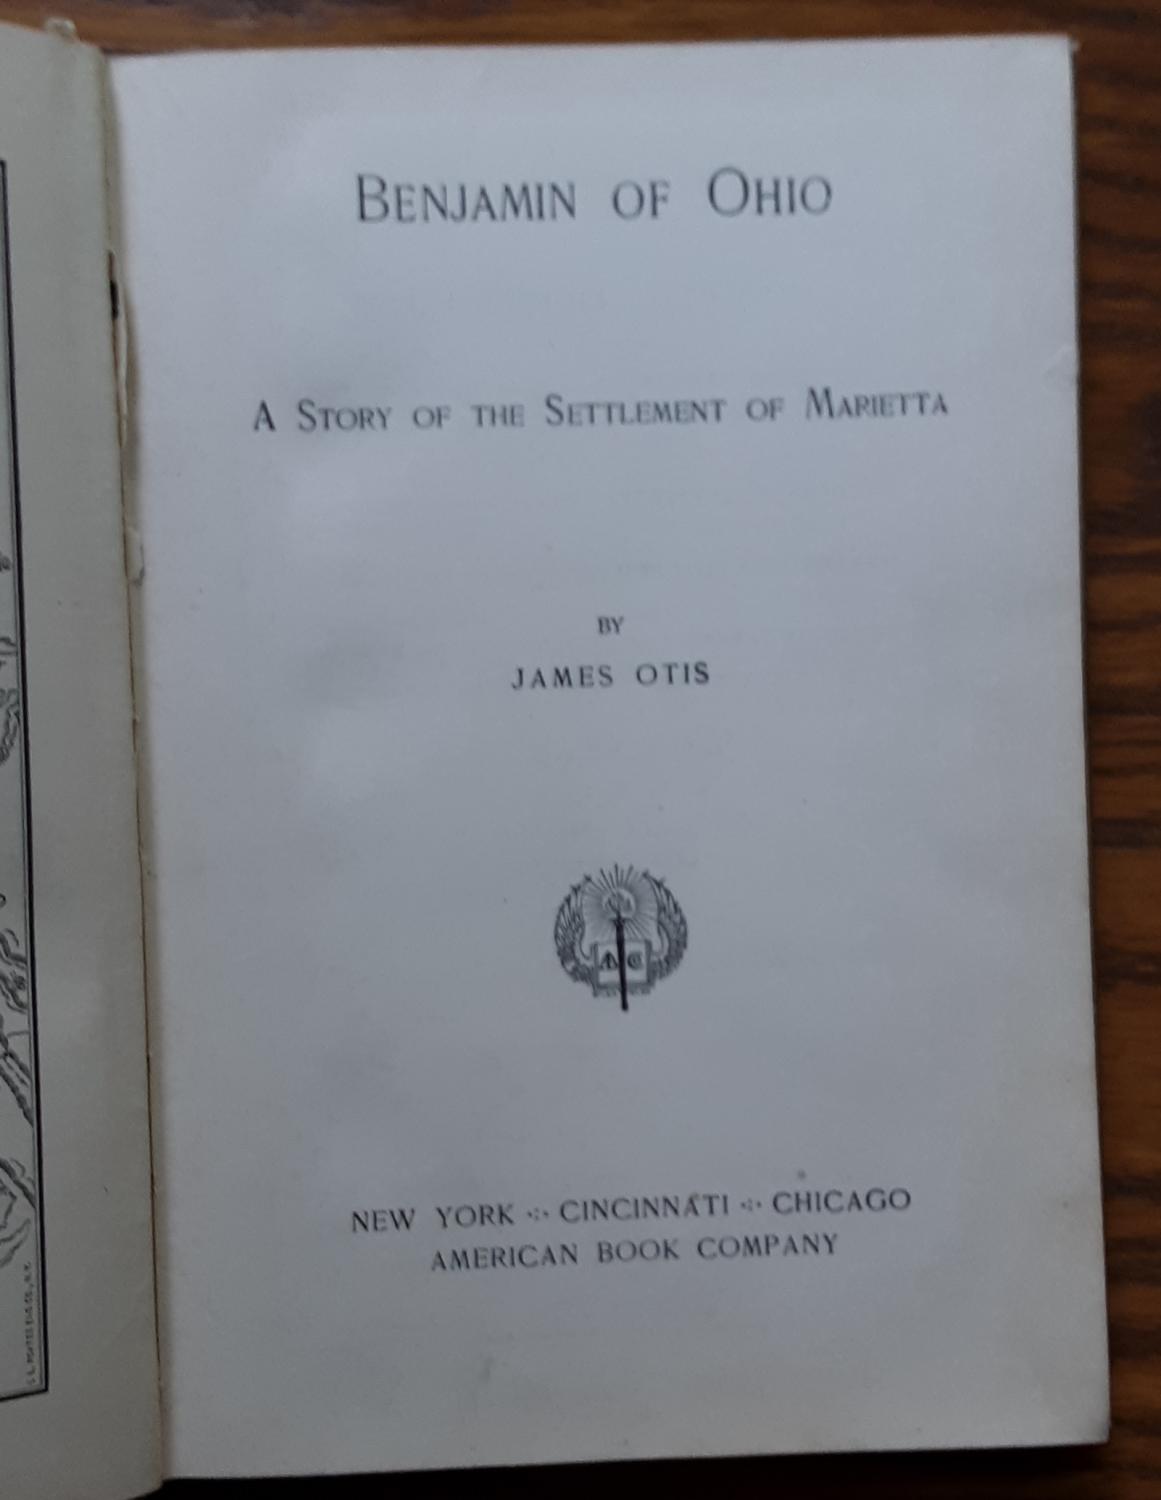 BENJAMIN OF OHIO
A STORY OF THE SETTLEMENT OF MARIETTA
BY
JAMES OTIS
NEW YORK ⁘ CINCINNATI ⁘ CHICAGO
AMERICAN BOOK COMPANY